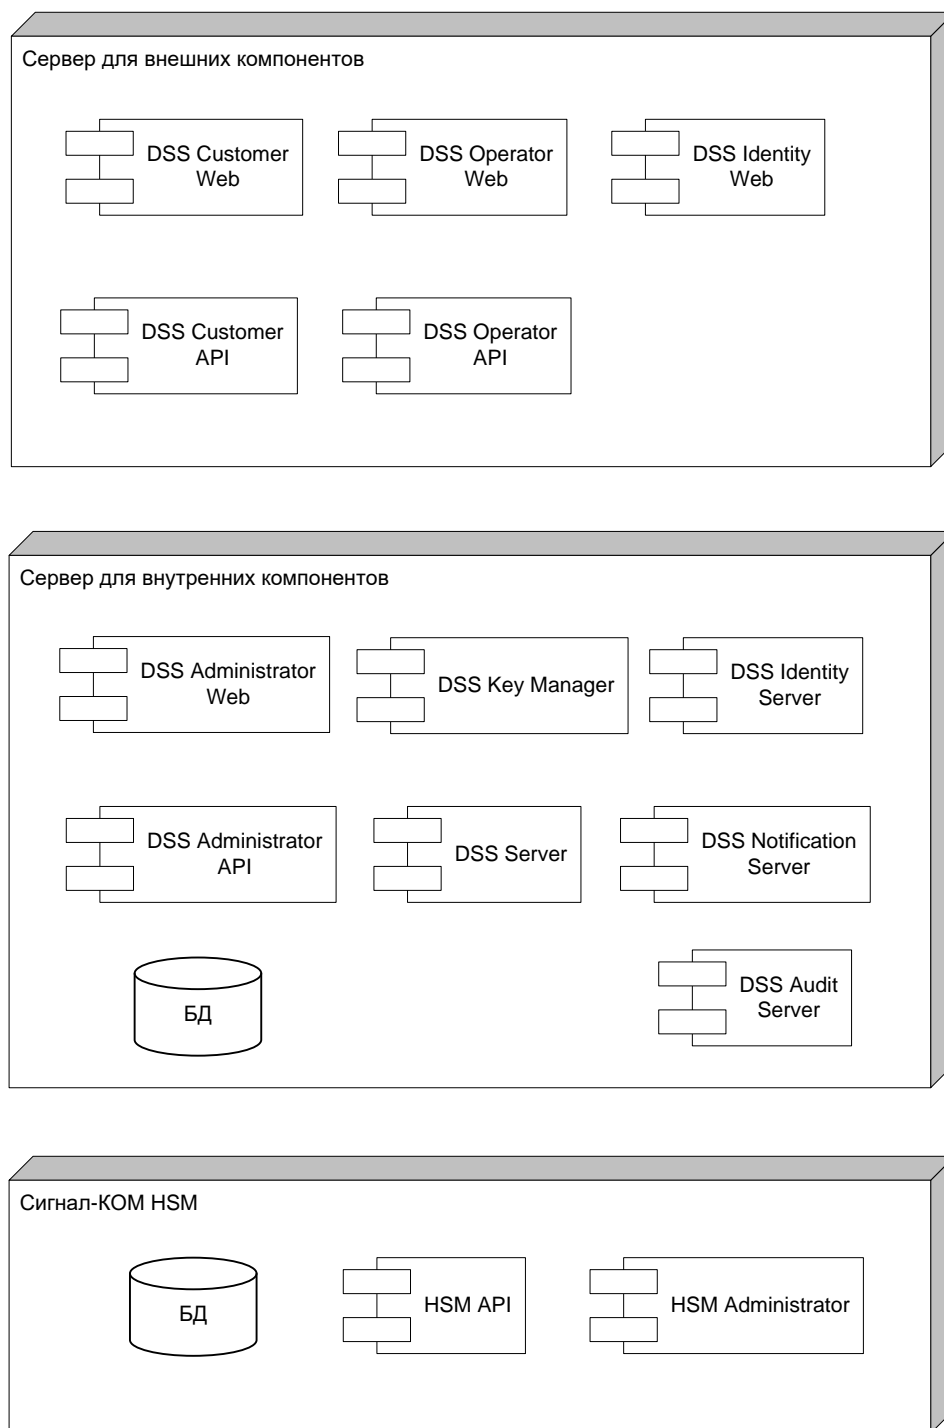 Сервер для внешних компонентов
DSS Customer
Web
DSS Operator
Web
DSS Identity
Web
DSS Customer
API
DSS Operator
API
Сервер для внутренних компонентов
DSS Administrator
Web
DSS Key Manager
DSS Identity
Server
DSS Administrator
API
DSS Server
DSS Notification
Server
БД
DSS Audit
Server
Сигнал-КОМ HSM
БД
HSM API
HSM Administrator